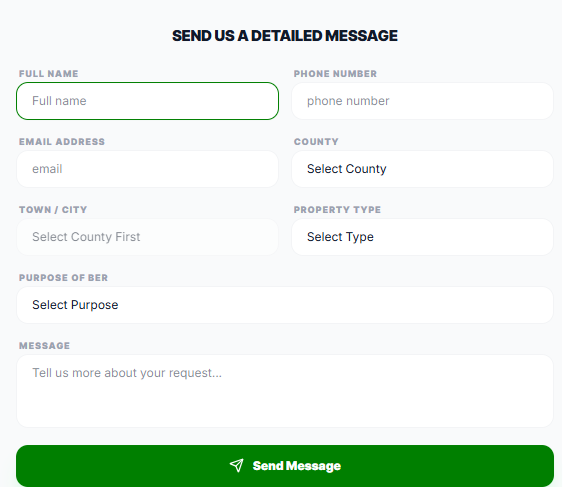 SEND US A DETAILED MESSAGE
FULL NAME
Full name
PHONE NUMBER
phone number
EMAIL ADDRESS
email
COUNTY
Select County
TOWN / CITY
Select County First
PROPERTY TYPE
Select Type
PURPOSE OF BER
Select Purpose
MESSAGE
Tell us more about your request...
Send Message